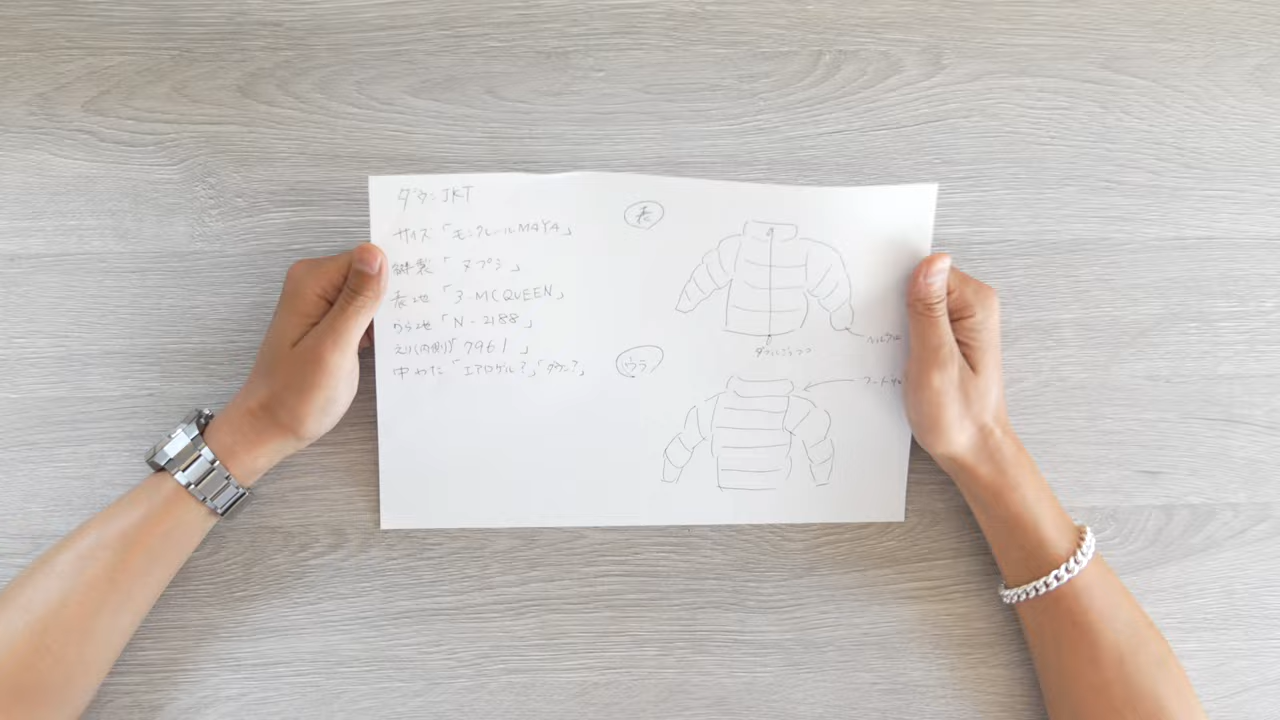 ダウンJKT
サイズ「モンクレールMAYA」
縫製「ヌプシ」
表地「3-MCQUEEN」
ウラ地「N-2188」
えり(内側)「7961」
中わた「エアロゲル?」「ダウン?」
表
ダブルジップ
ウラ